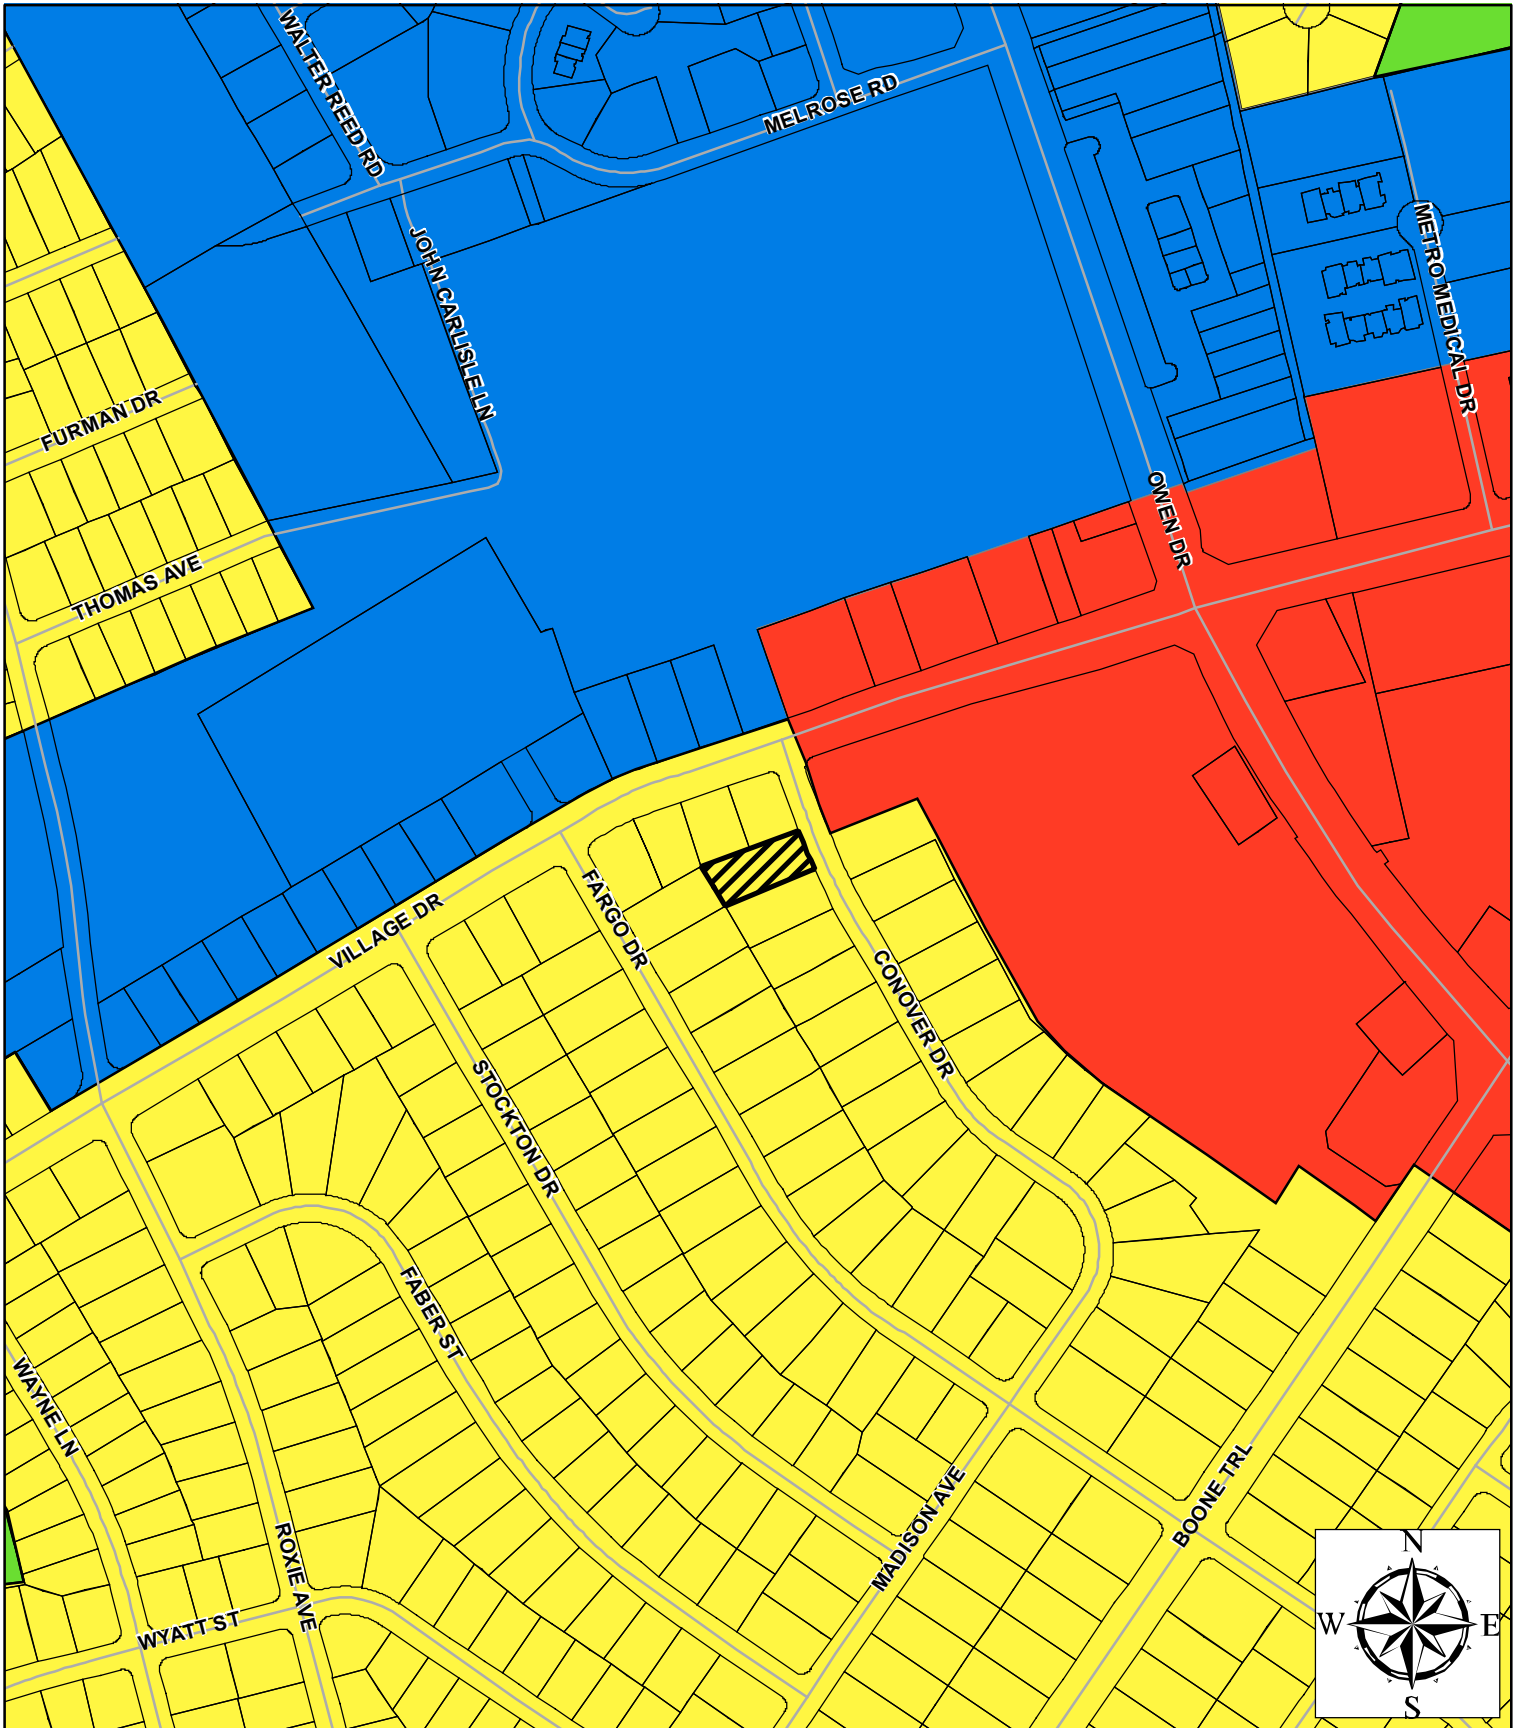 WALTER REED RD
MELROSE RD
JOHN CARLISLE LN
METRO MEDICAL DR
FURMAN DR
OWEN DR
THOMAS AVE
VILLAGE DR
FARGO DR
CONOVER DR
STOCKTON DR
FABER ST
WAYNE LN
MADISON AVE
BOONE TRL
ROXIE AVE
WYATT ST
N
W E
S